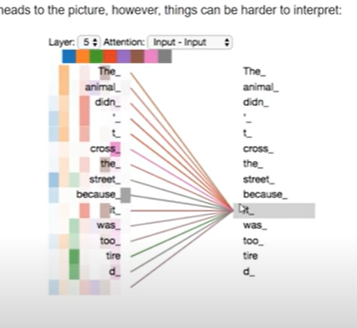 heads to the picture, however, things can be harder to interpret:
Layer: 5 Attention: Input - Input
The_ The_
animal_ animal_
didn_ didn_
'_ '_
t_ t_
cross_ cross_
the_ the_
street_ street_
because_ because_
it_ it_
was_ was_
too_ too_
tire tire
d_ d_